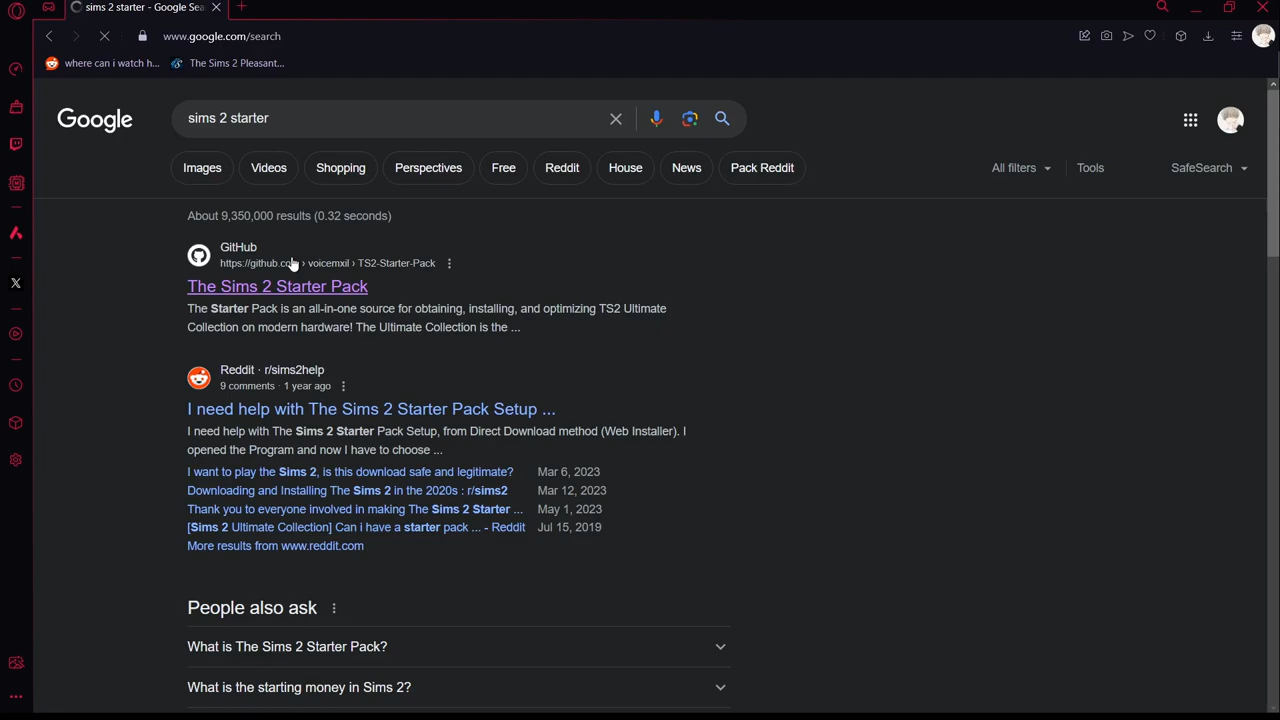 sims 2 starter - Google Sea
www.google.com/search
where can i watch h...
The Sims 2 Pleasant...
Google
sims 2 starter
Images
Videos
Shopping
Perspectives
Free
Reddit
House
News
Pack Reddit
All filters
Tools
SafeSearch
About 9,350,000 results (0.32 seconds)
GitHub
https://github.co › voicemxil › TS2-Starter-Pack
The Sims 2 Starter Pack
The Starter Pack is an all-in-one source for obtaining, installing, and optimizing TS2 Ultimate
Collection on modern hardware! The Ultimate Collection is the ...
Reddit · r/sims2help
9 comments · 1 year ago
I need help with The Sims 2 Starter Pack Setup ...
I need help with The Sims 2 Starter Pack Setup, from Direct Download method (Web Installer). I
opened the Program and now I have to choose ...
I want to play the Sims 2, is this download safe and legitimate? Mar 6, 2023
Downloading and Installing The Sims 2 in the 2020s : r/sims2 Mar 12, 2023
Thank you to everyone involved in making The Sims 2 Starter ... May 1, 2023
[Sims 2 Ultimate Collection] Can i have a starter pack ... - Reddit Jul 15, 2019
More results from www.reddit.com
People also ask
What is The Sims 2 Starter Pack?
What is the starting money in Sims 2?